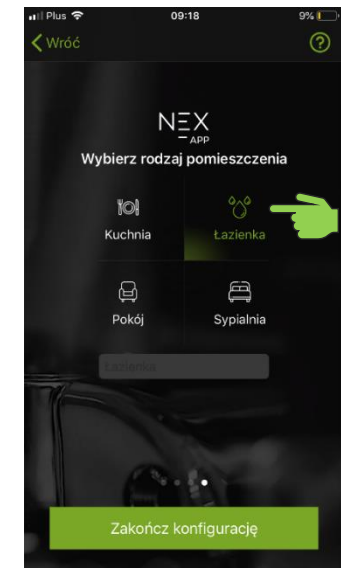 Plus 09:18 9%
Wróć ?
NEX
APP
Wybierz rodzaj pomieszczenia
Kuchnia Łazienka
Pokój Sypialnia
Łazienka
Zakończ konfigurację